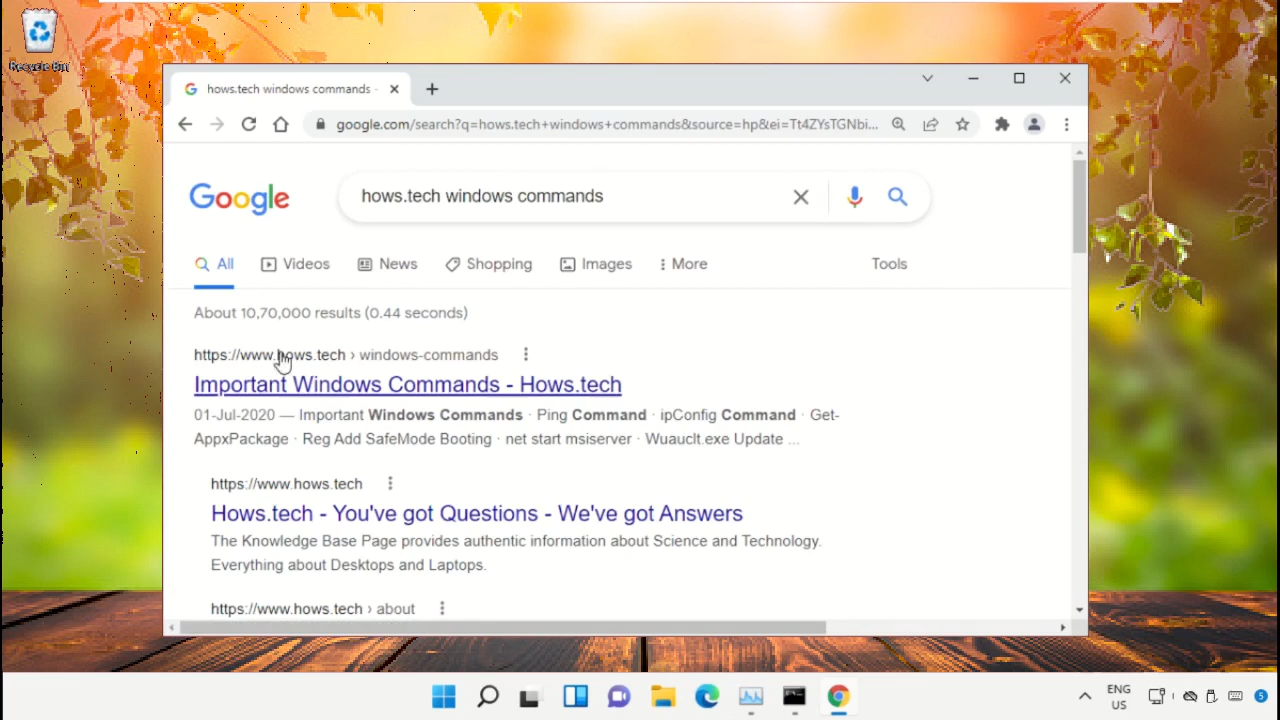 Recycle Bin
hows.tech windows commands -
google.com/search?q=hows.tech+windows+commands&source=hp&ei=Tt4ZYsTGNbi...
Google
hows.tech windows commands
All Videos News Shopping Images More Tools
About 10,70,000 results (0.44 seconds)
https://www.hows.tech › windows-commands
Important Windows Commands - Hows.tech
01-Jul-2020 — Important Windows Commands · Ping Command · ipConfig Command · Get-
AppxPackage · Reg Add SafeMode Booting · net start msiserver · Wuauclt.exe Update ...
https://www.hows.tech
Hows.tech - You've got Questions - We've got Answers
The Knowledge Base Page provides authentic information about Science and Technology.
Everything about Desktops and Laptops.
https://www.hows.tech › about
ENG
US
5